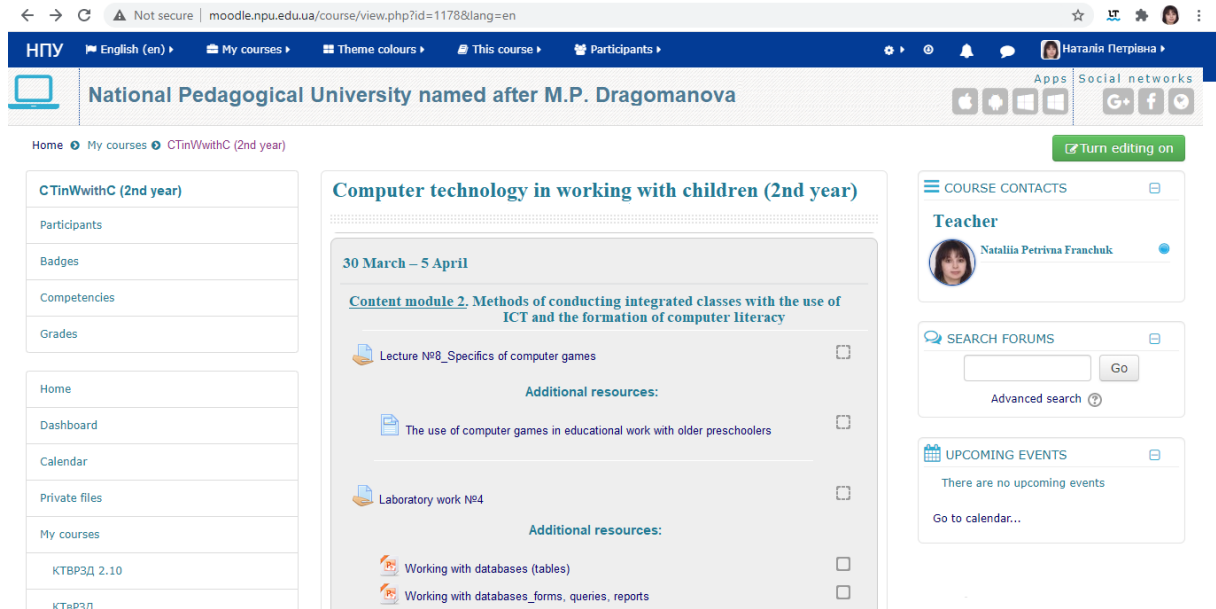 Not secure | moodle.npu.edu.ua/course/view.php?id=1178&lang=en
НПУ English (en) My courses Theme colours This course Participants Наталія Петрівна
National Pedagogical University named after M.P. Dragomanova
Apps Social networks
Home My courses CTinWwithC (2nd year)
Turn editing on
CTinWwithC (2nd year)
Participants
Badges
Competencies
Grades
Home
Dashboard
Calendar
Private files
My courses
КТВРЗД 2.10
КТвРЗД
Computer technology in working with children (2nd year)
30 March – 5 April
Content module 2. Methods of conducting integrated classes with the use of
ICT and the formation of computer literacy
Lecture №8_Specifics of computer games
Additional resources:
The use of computer games in educational work with older preschoolers
Laboratory work №4
Additional resources:
Working with databases (tables)
Working with databases_forms, queries, reports
COURSE CONTACTS
Teacher
Nataliia Petrivna Franchuk
SEARCH FORUMS
Go
Advanced search
UPCOMING EVENTS
There are no upcoming events
Go to calendar...